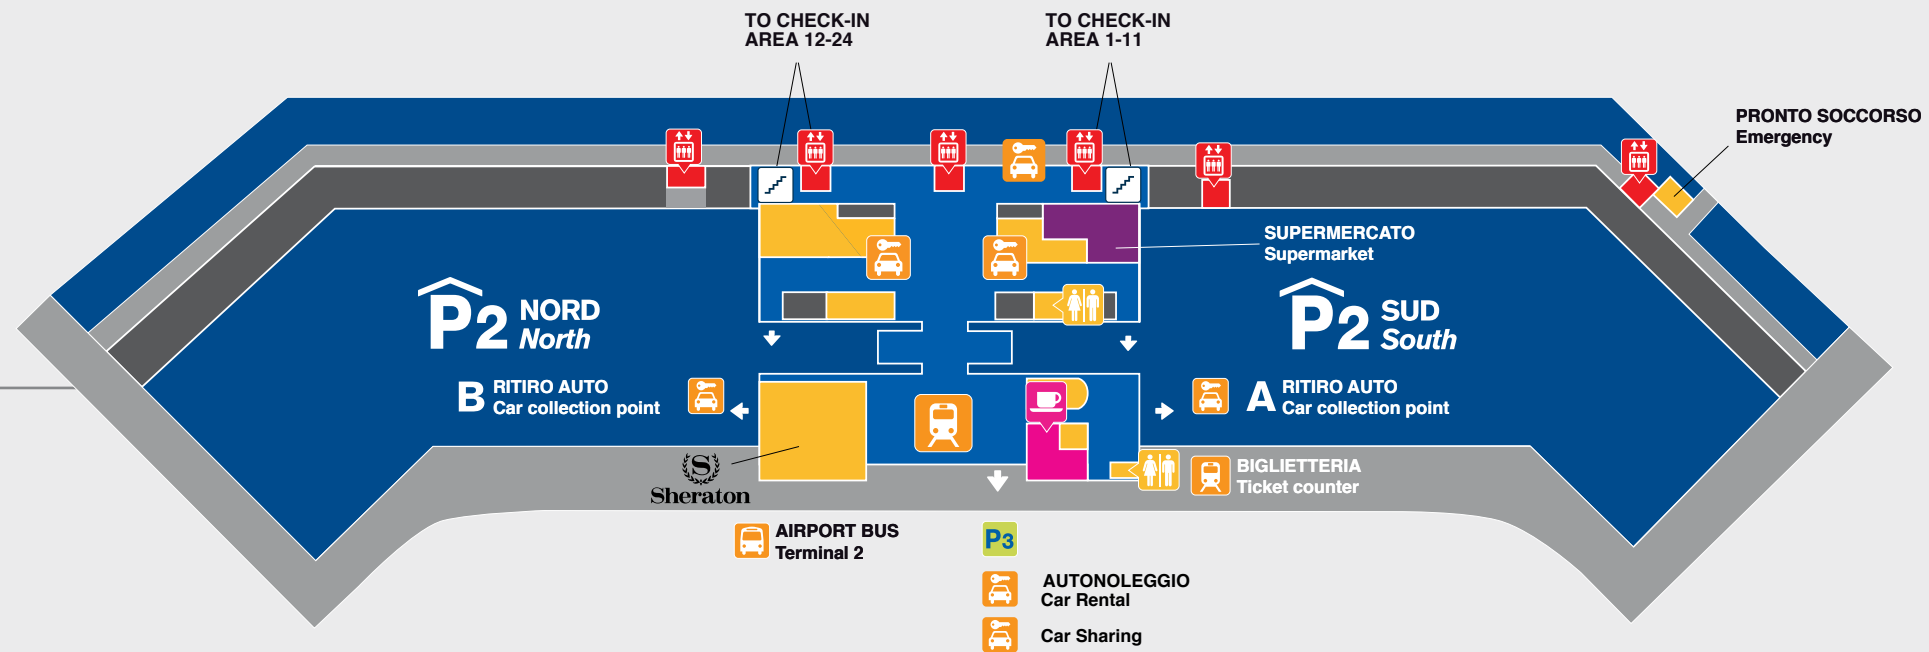 TO CHECK-IN
AREA 12-24
TO CHECK-IN
AREA 1-11
PRONTO SOCCORSO
Emergency
SUPERMERCATO
Supermarket
P2 NORD
North
P2 SUD
South
B RITIRO AUTO
Car collection point
A RITIRO AUTO
Car collection point
S
Sheraton
BIGLIETTERIA
Ticket counter
AIRPORT BUS
Terminal 2
P3
AUTONOLEGGIO
Car Rental
Car Sharing